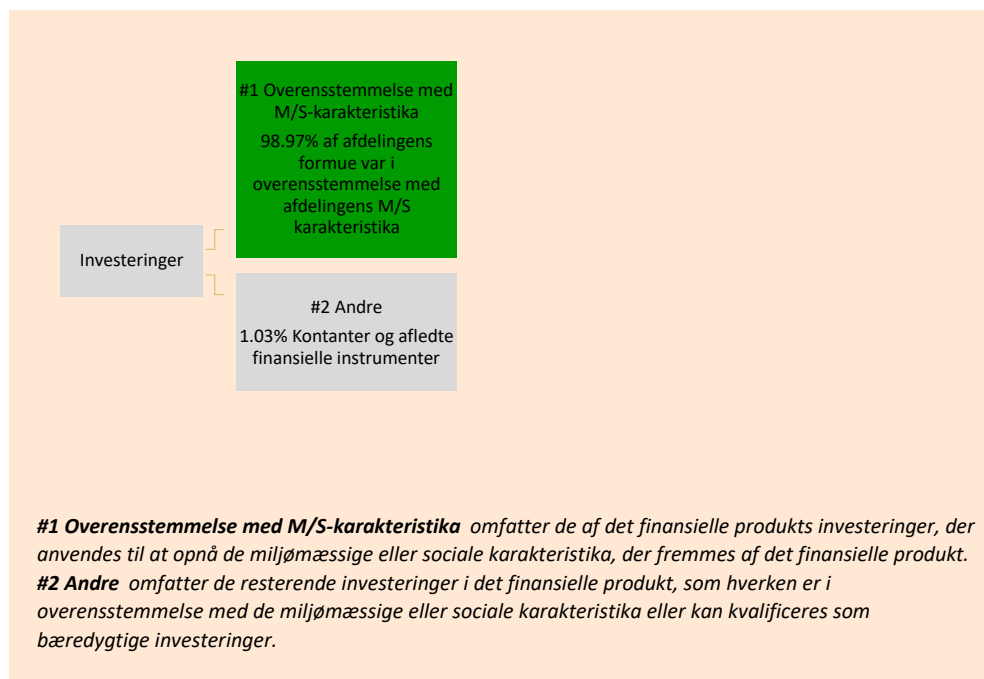 #1 Overensstemmelse med
M/S-karakteristika
98.97% af afdelingens
formue var i
overensstemmelse med
afdelingens M/S
karakteristika
Investeringer
#2 Andre
1.03% Kontanter og afledte
finansielle instrumenter
#1 Overensstemmelse med M/S-karakteristika omfatter de af det finansielle produkts investeringer, der
anvendes til at opnå de miljømæssige eller sociale karakteristika, der fremmes af det finansielle produkt.
#2 Andre omfatter de resterende investeringer i det finansielle produkt, som hverken er i
overensstemmelse med de miljømæssige eller sociale karakteristika eller kan kvalificeres som
bæredygtige investeringer.